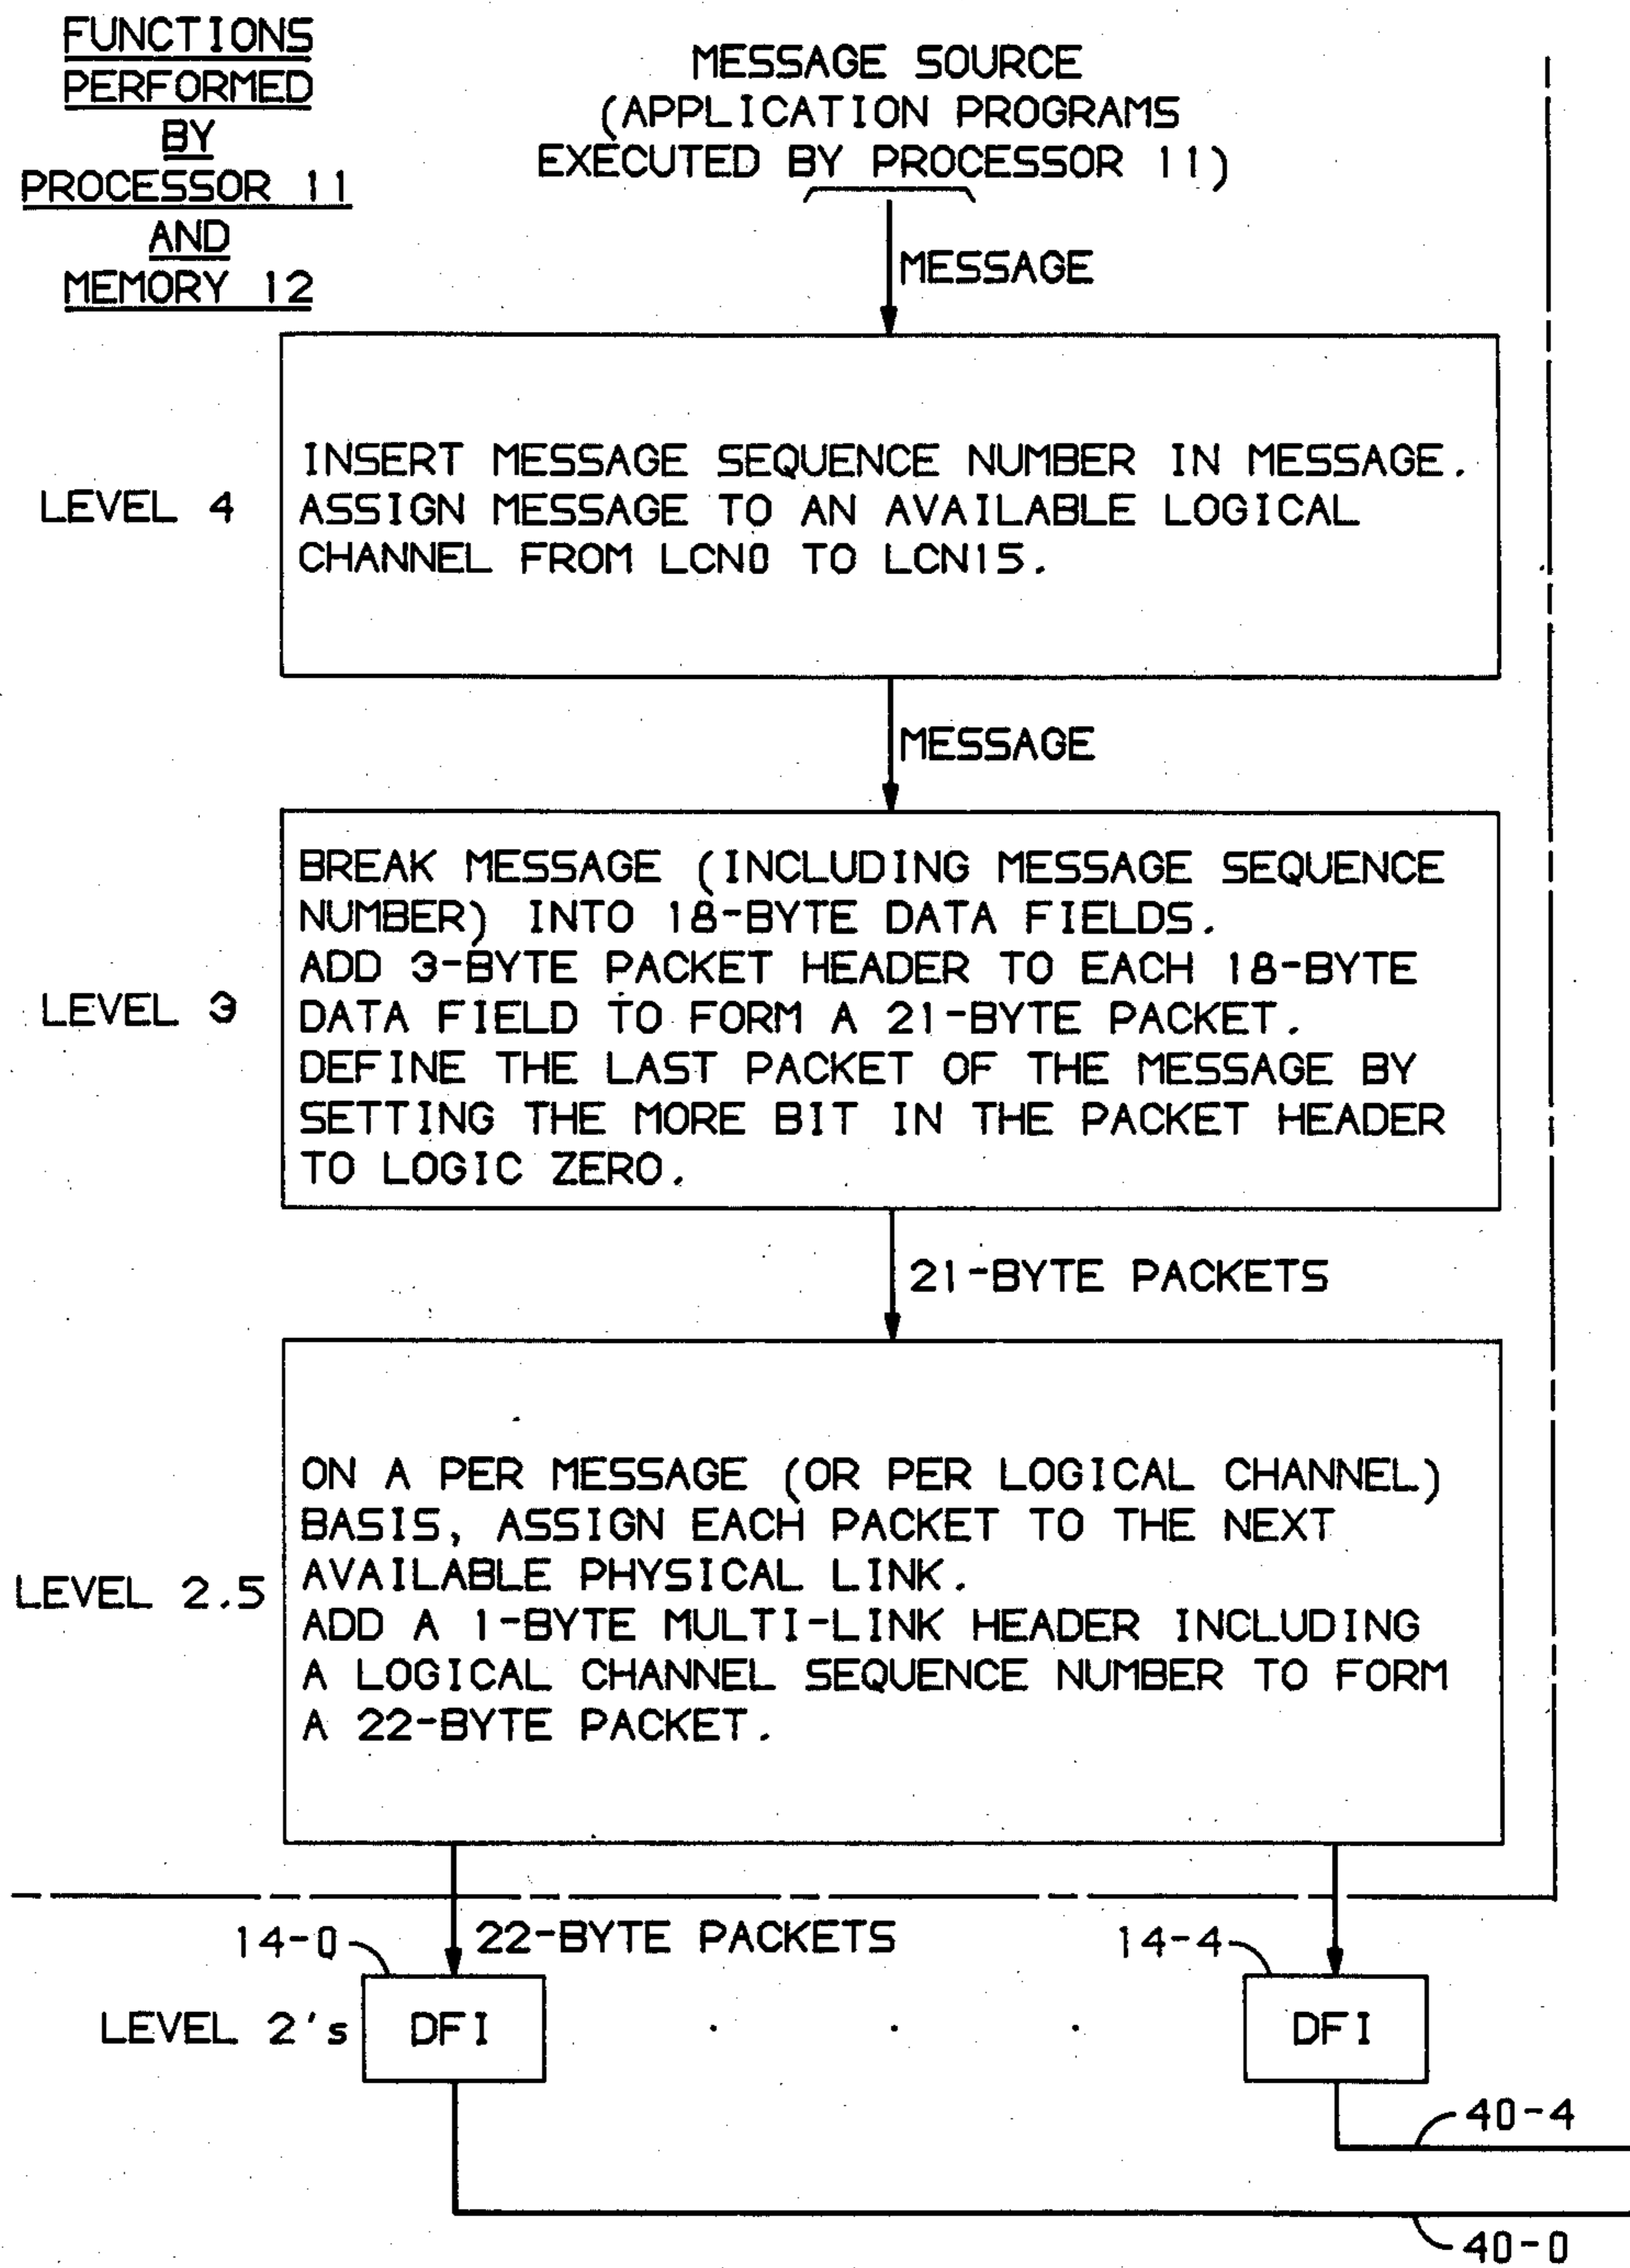 FUNCTIONS
PERFORMED
BY
PROCESSOR 11
AND
MEMORY 12
MESSAGE SOURCE
(APPLICATION PROGRAMS
EXECUTED BY PROCESSOR 11)
MESSAGE
LEVEL 4
INSERT MESSAGE SEQUENCE NUMBER IN MESSAGE.
ASSIGN MESSAGE TO AN AVAILABLE LOGICAL
CHANNEL FROM LCN0 TO LCN15.
MESSAGE
LEVEL 3
BREAK MESSAGE (INCLUDING MESSAGE SEQUENCE
NUMBER) INTO 18-BYTE DATA FIELDS.
ADD 3-BYTE PACKET HEADER TO EACH 18-BYTE
DATA FIELD TO FORM A 21-BYTE PACKET.
DEFINE THE LAST PACKET OF THE MESSAGE BY
SETTING THE MORE BIT IN THE PACKET HEADER
TO LOGIC ZERO.
21-BYTE PACKETS
LEVEL 2.5
ON A PER MESSAGE (OR PER LOGICAL CHANNEL)
BASIS, ASSIGN EACH PACKET TO THE NEXT
AVAILABLE PHYSICAL LINK.
ADD A 1-BYTE MULTI-LINK HEADER INCLUDING
A LOGICAL CHANNEL SEQUENCE NUMBER TO FORM
A 22-BYTE PACKET.
14-0
22-BYTE PACKETS
14-4
LEVEL 2's
DFI
DFI
40-4
40-0